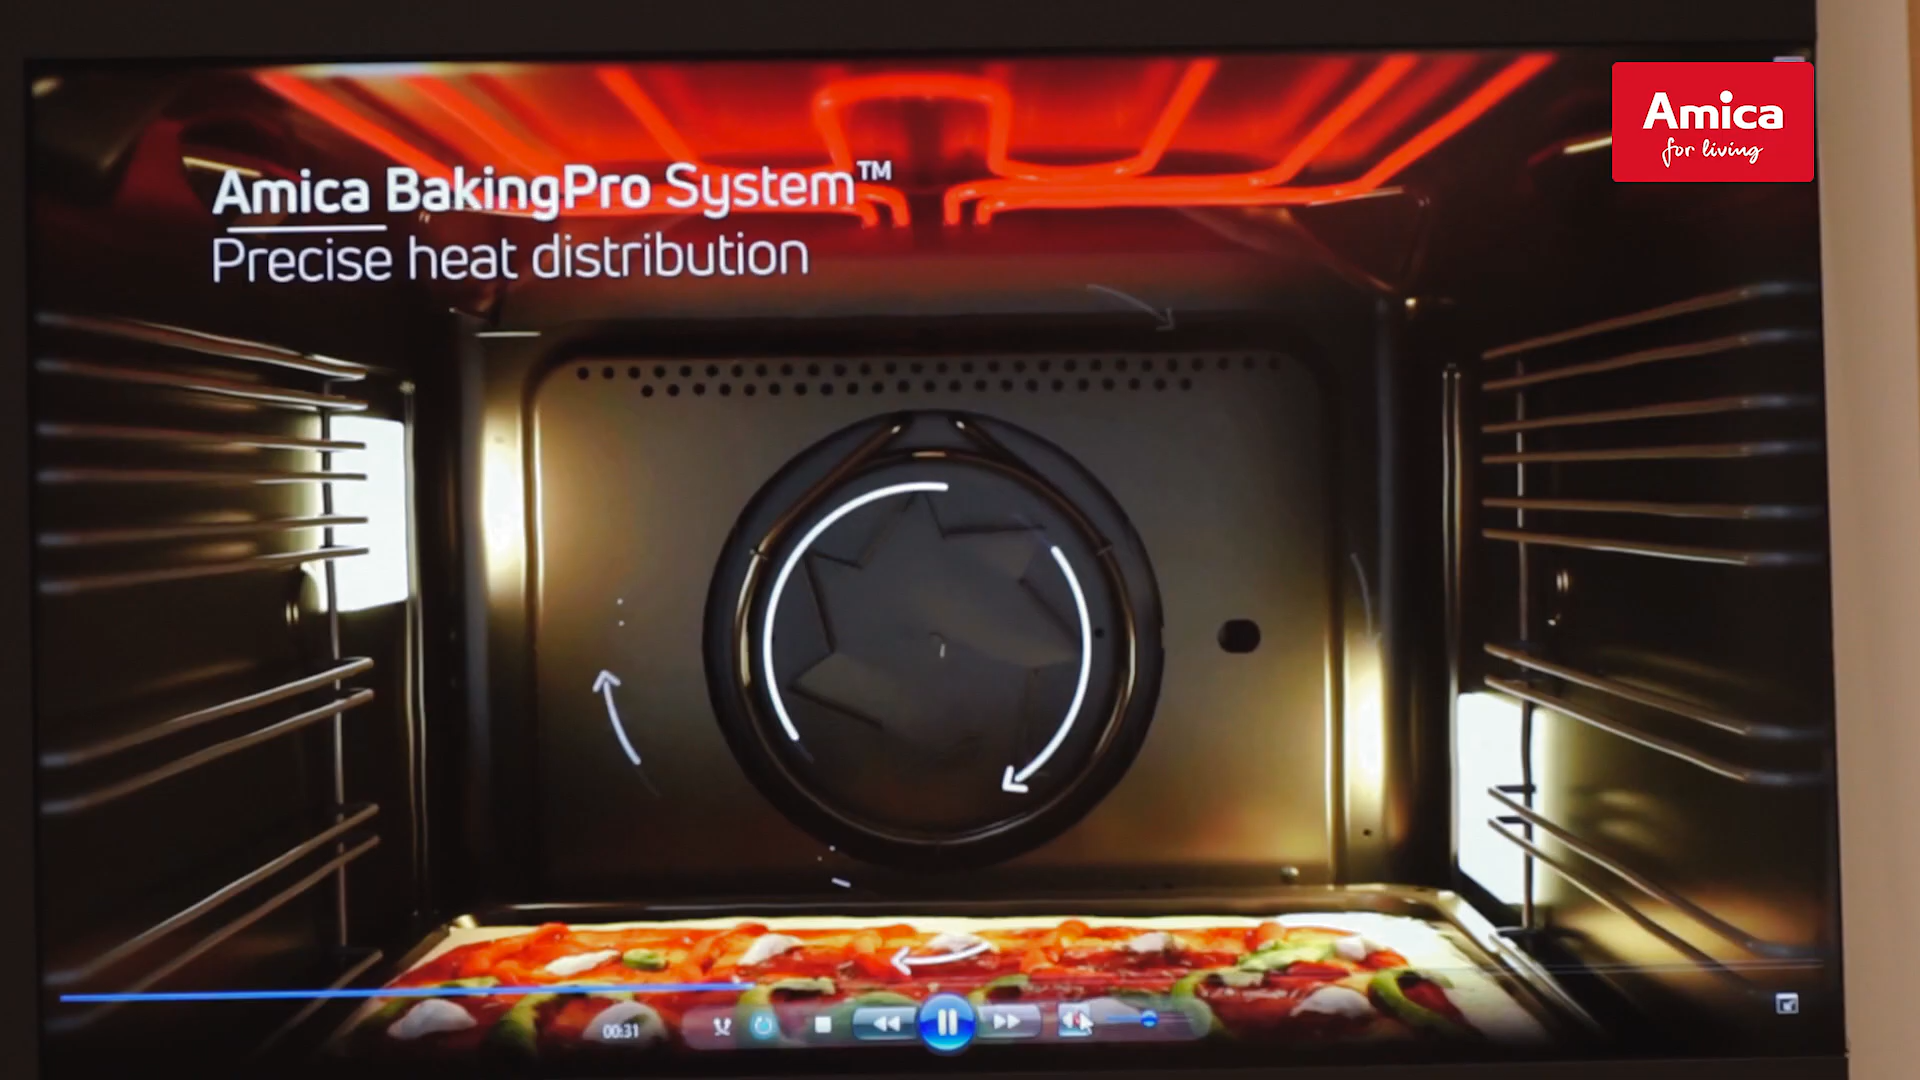 Amica BakingPro System™
Precise heat distribution
Amica
for living
00:31